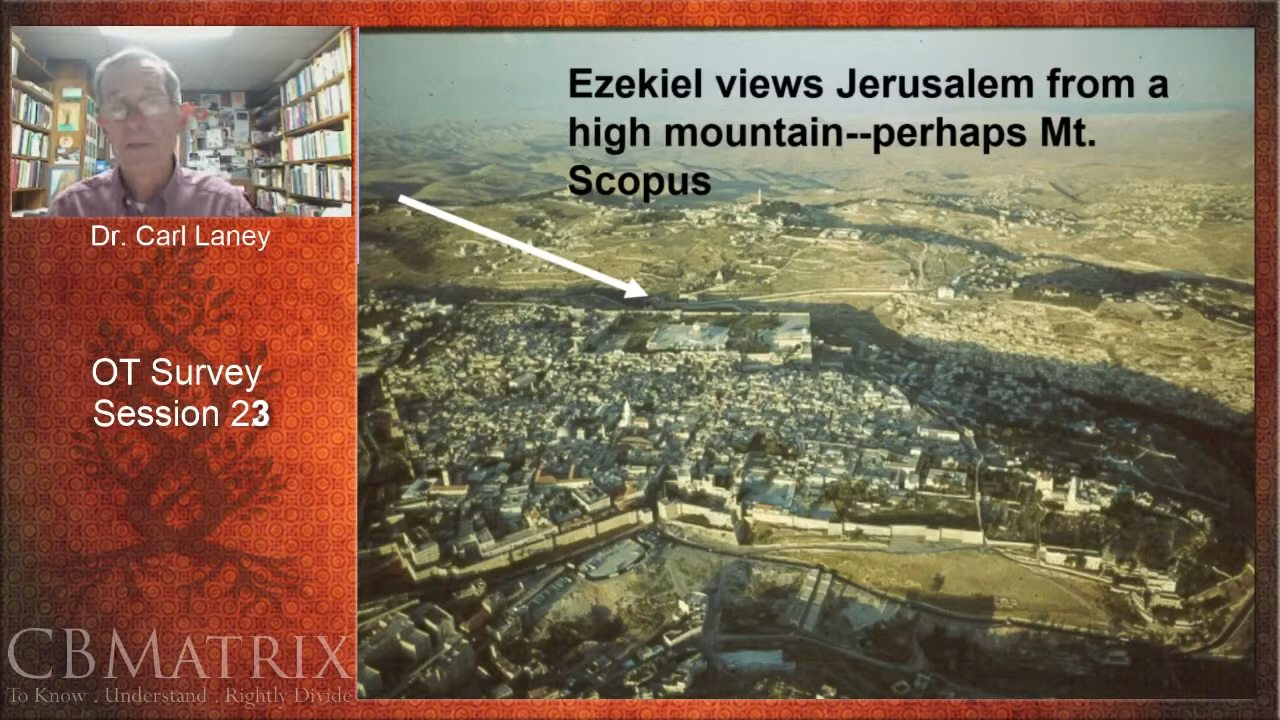 Ezekiel views Jerusalem from a
high mountain--perhaps Mt.
Scopus
Dr. Carl Laney
OT Survey
Session 23
CBMATRIX
To Know . Understand . Rightly Divide